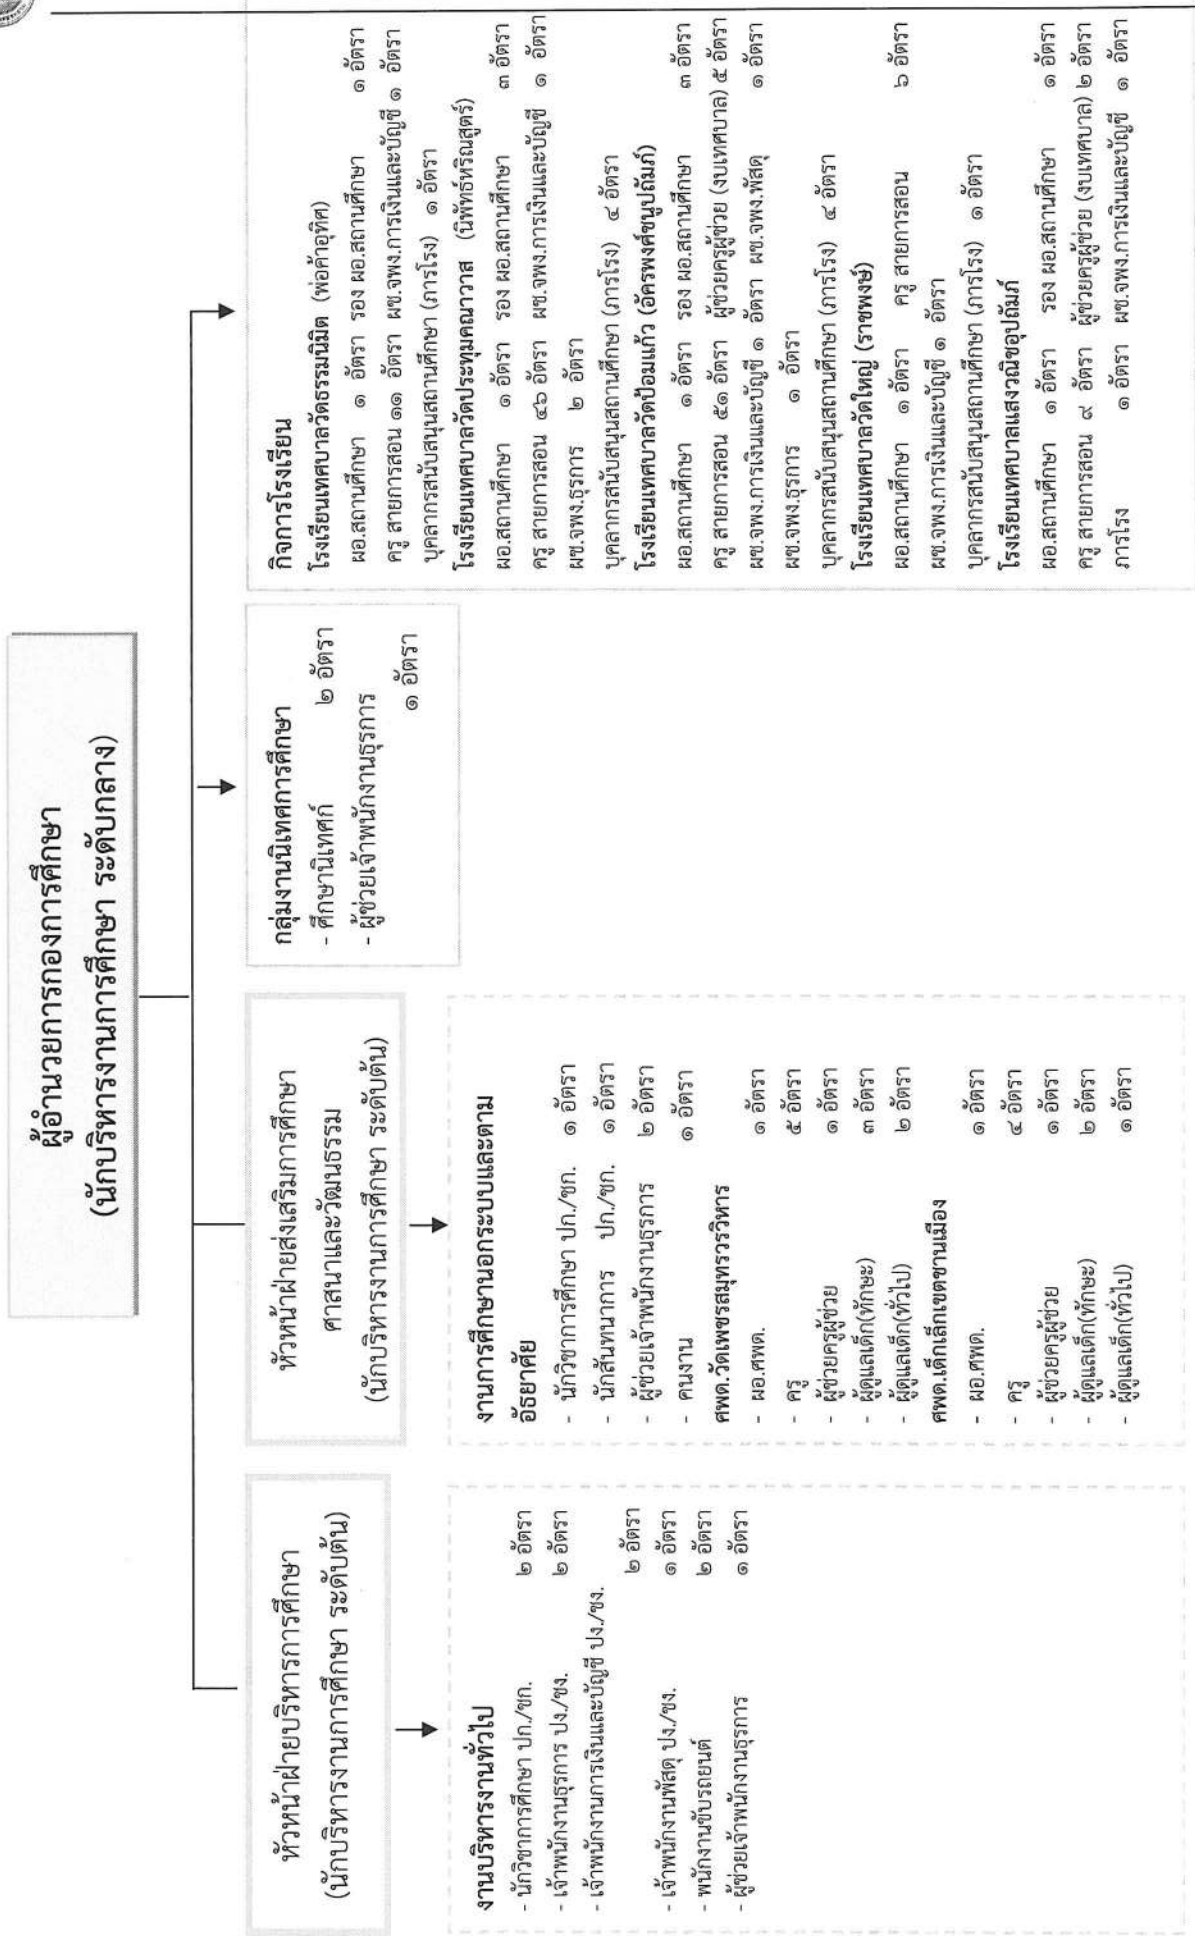 ผู้อำนวยการกองการศึกษา
(นักบริหารงานการศึกษา ระดับกลาง)
หัวหน้าฝ่ายบริหารการศึกษา
(นักบริหารงานการศึกษา ระดับต้น)
งานบริหารงานทั่วไป
- นักวิชาการศึกษา ปก./ชก. ๒ อัตรา
- เจ้าพนักงานธุรการ ปง./ชง. ๒ อัตรา
- เจ้าพนักงานการเงินและบัญชี ปง./ชง.
๒ อัตรา
- เจ้าพนักงานพัสดุ ปง./ชง. ๑ อัตรา
- พนักงานขับรถยนต์ ๒ อัตรา
- ผู้ช่วยเจ้าพนักงานธุรการ ๑ อัตรา
หัวหน้าฝ่ายส่งเสริมการศึกษา
ศาสนาและวัฒนธรรม
(นักบริหารงานการศึกษา ระดับต้น)
งานการศึกษานอกระบบและตาม
อัธยาศัย
- นักวิชาการศึกษา ปก./ชก. ๑ อัตรา
- นักสันทนาการ ปก./ชก. ๑ อัตรา
- ผู้ช่วยเจ้าพนักงานธุรการ ๒ อัตรา
- คนงาน ๑ อัตรา
ศพด.วัดเพชรสมุทรวรวิหาร
- ผอ.ศพด. ๑ อัตรา
- ครู ๕ อัตรา
- ผู้ช่วยครูผู้ช่วย ๑ อัตรา
- ผู้ดูแลเด็ก(ทักษะ) ๓ อัตรา
- ผู้ดูแลเด็ก(ทั่วไป) ๒ อัตรา
ศพด.เด็กเล็กเขตชานเมือง
- ผอ.ศพด. ๑ อัตรา
- ครู ๔ อัตรา
- ผู้ช่วยครูผู้ช่วย ๑ อัตรา
- ผู้ดูแลเด็ก(ทักษะ) ๒ อัตรา
- ผู้ดูแลเด็ก(ทั่วไป) ๑ อัตรา
กลุ่มงานนิเทศการศึกษา
- ศึกษานิเทศก์ ๒ อัตรา
- ผู้ช่วยเจ้าพนักงานธุรการ
๑ อัตรา
กิจการโรงเรียน
โรงเรียนเทศบาลวัดธรรมนิมิต (พ่อค้าอุทิศ)
ผอ.สถานศึกษา ๑ อัตรา รอง ผอ.สถานศึกษา ๑ อัตรา
ครู สายการสอน ๑๑ อัตรา ผช.จพง.การเงินและบัญชี ๑ อัตรา
บุคลากรสนับสนุนสถานศึกษา (ภารโรง) ๑ อัตรา
โรงเรียนเทศบาลวัดประทุมคณาวาส (นิพัทธ์หริณสูตร์)
ผอ.สถานศึกษา ๑ อัตรา รอง ผอ.สถานศึกษา ๓ อัตรา
ครู สายการสอน ๔๖ อัตรา ผช.จพง.การเงินและบัญชี ๑ อัตรา
ผช.จพง.ธุรการ ๒ อัตรา
บุคลากรสนับสนุนสถานศึกษา (ภารโรง) ๔ อัตรา
โรงเรียนเทศบาลวัดป้อมแก้ว (อัครพงศ์ชนูปถัมภ์)
ผอ.สถานศึกษา ๑ อัตรา รอง ผอ.สถานศึกษา ๓ อัตรา
ครู สายการสอน ๕๑ อัตรา ผู้ช่วยครูผู้ช่วย (งบเทศบาล) ๕ อัตรา
ผช.จพง.การเงินและบัญชี ๑ อัตรา ผช.จพง.พัสดุ ๑ อัตรา
ผช.จพง.ธุรการ ๑ อัตรา
บุคลากรสนับสนุนสถานศึกษา (ภารโรง) ๔ อัตรา
โรงเรียนเทศบาลวัดใหญ่ (ราชพงษ์)
ผอ.สถานศึกษา ๑ อัตรา ครู สายการสอน ๖ อัตรา
ผช.จพง.การเงินและบัญชี ๑ อัตรา
บุคลากรสนับสนุนสถานศึกษา (ภารโรง) ๑ อัตรา
โรงเรียนเทศบาลแสงวณิชอุปถัมภ์
ผอ.สถานศึกษา ๑ อัตรา รอง ผอ.สถานศึกษา ๑ อัตรา
ครู สายการสอน ๙ อัตรา ผู้ช่วยครูผู้ช่วย (งบเทศบาล) ๒ อัตรา
ภารโรง ๑ อัตรา ผช.จพง.การเงินและบัญชี ๑ อัตรา